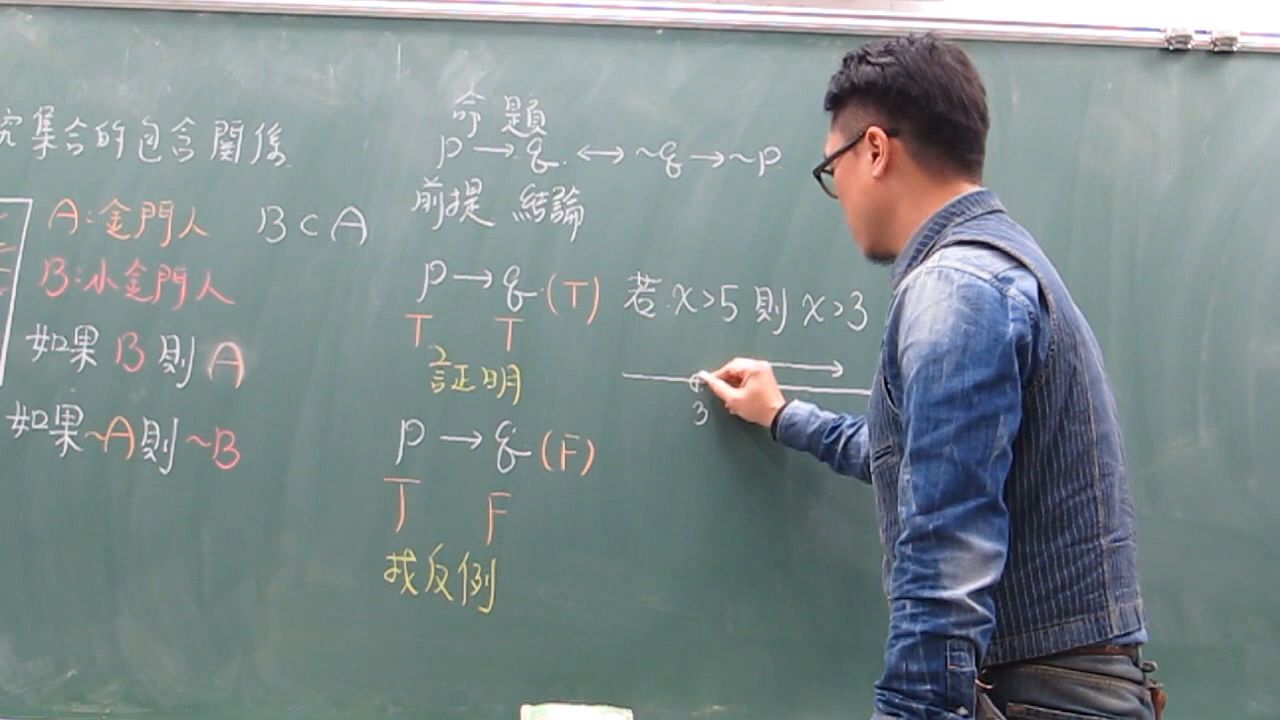 究集合的包含關係
A:金門人 B⊂A
B:小金門人
如果B則A
如果~A則~B
命題
p→q ↔ ~q→~p
前提 結論
p→q (T)
T T
証明
p→q (F)
T F
找反例
若x>5則x>3
3